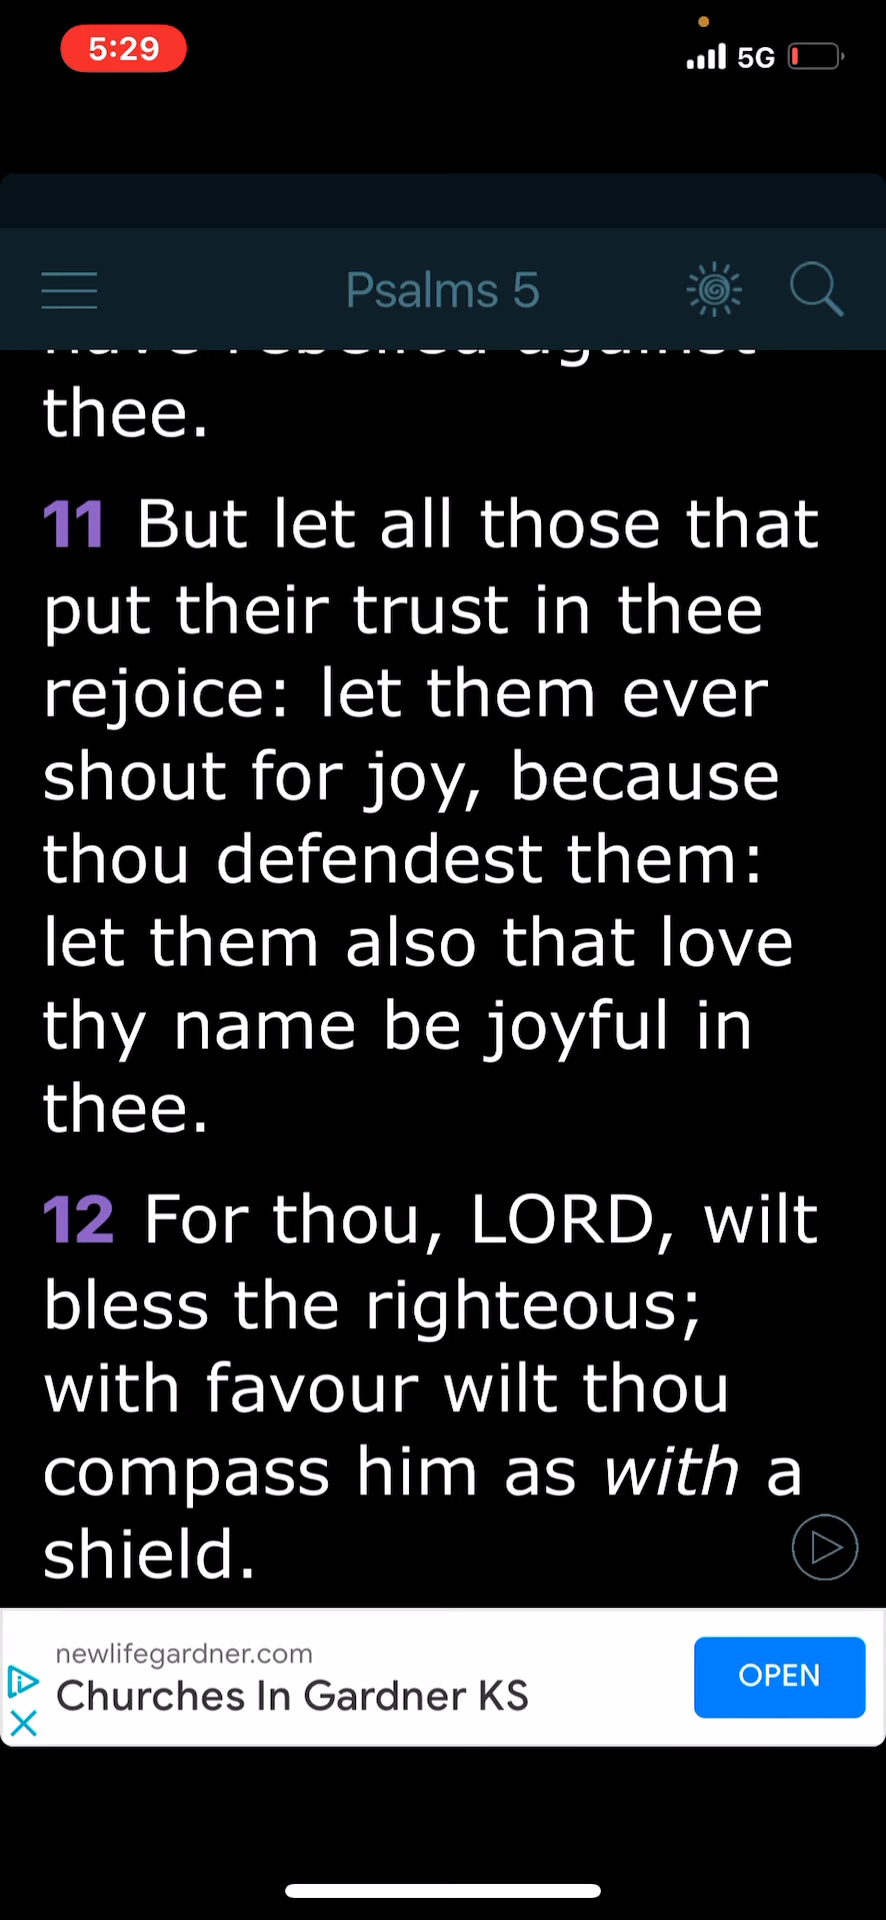 5:29
5G
Psalms 5
thee.
11 But let all those that
put their trust in thee
rejoice: let them ever
shout for joy, because
thou defendest them:
let them also that love
thy name be joyful in
thee.
12 For thou, LORD, wilt
bless the righteous;
with favour wilt thou
compass him as with a
shield.
newlifegardner.com
Churches In Gardner KS
OPEN